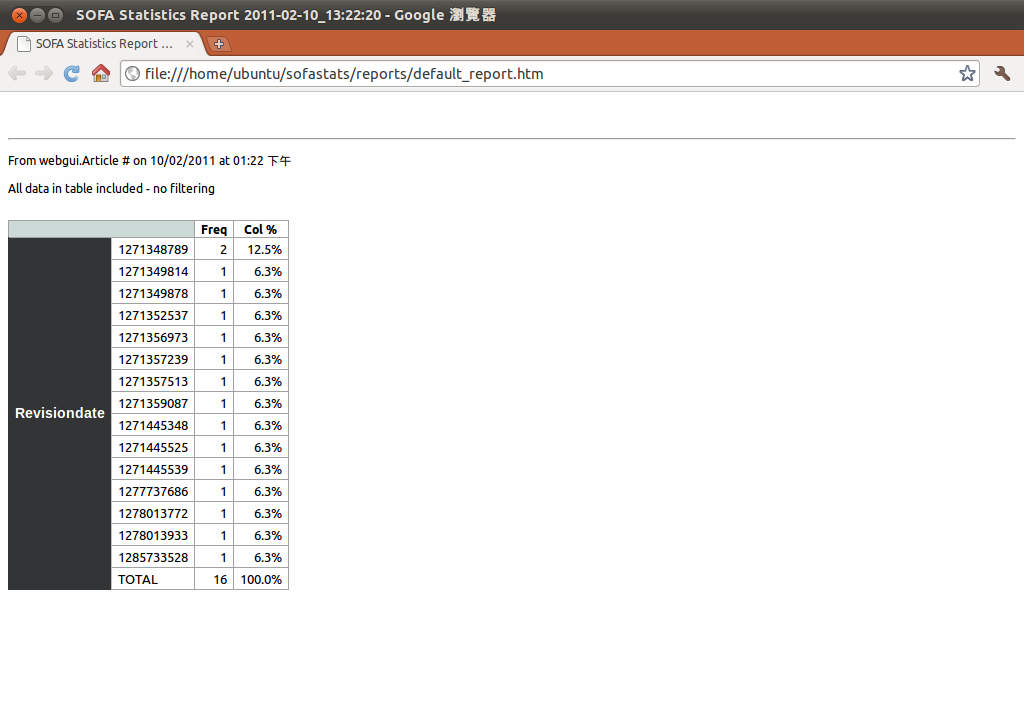 SOFA Statistics Report 2011-02-10_13:22:20 - Google 瀏覽器
SOFA Statistics Report ...
file:///home/ubuntu/sofastats/reports/default_report.htm
From webgui.Article # on 10/02/2011 at 01:22 下午
All data in table included - no filtering
Freq Col %
Revisiondate
1271348789 2 12.5%
1271349814 1 6.3%
1271349878 1 6.3%
1271352537 1 6.3%
1271356973 1 6.3%
1271357239 1 6.3%
1271357513 1 6.3%
1271359087 1 6.3%
1271445348 1 6.3%
1271445525 1 6.3%
1271445539 1 6.3%
1277737686 1 6.3%
1278013772 1 6.3%
1278013933 1 6.3%
1285733528 1 6.3%
TOTAL 16 100.0%